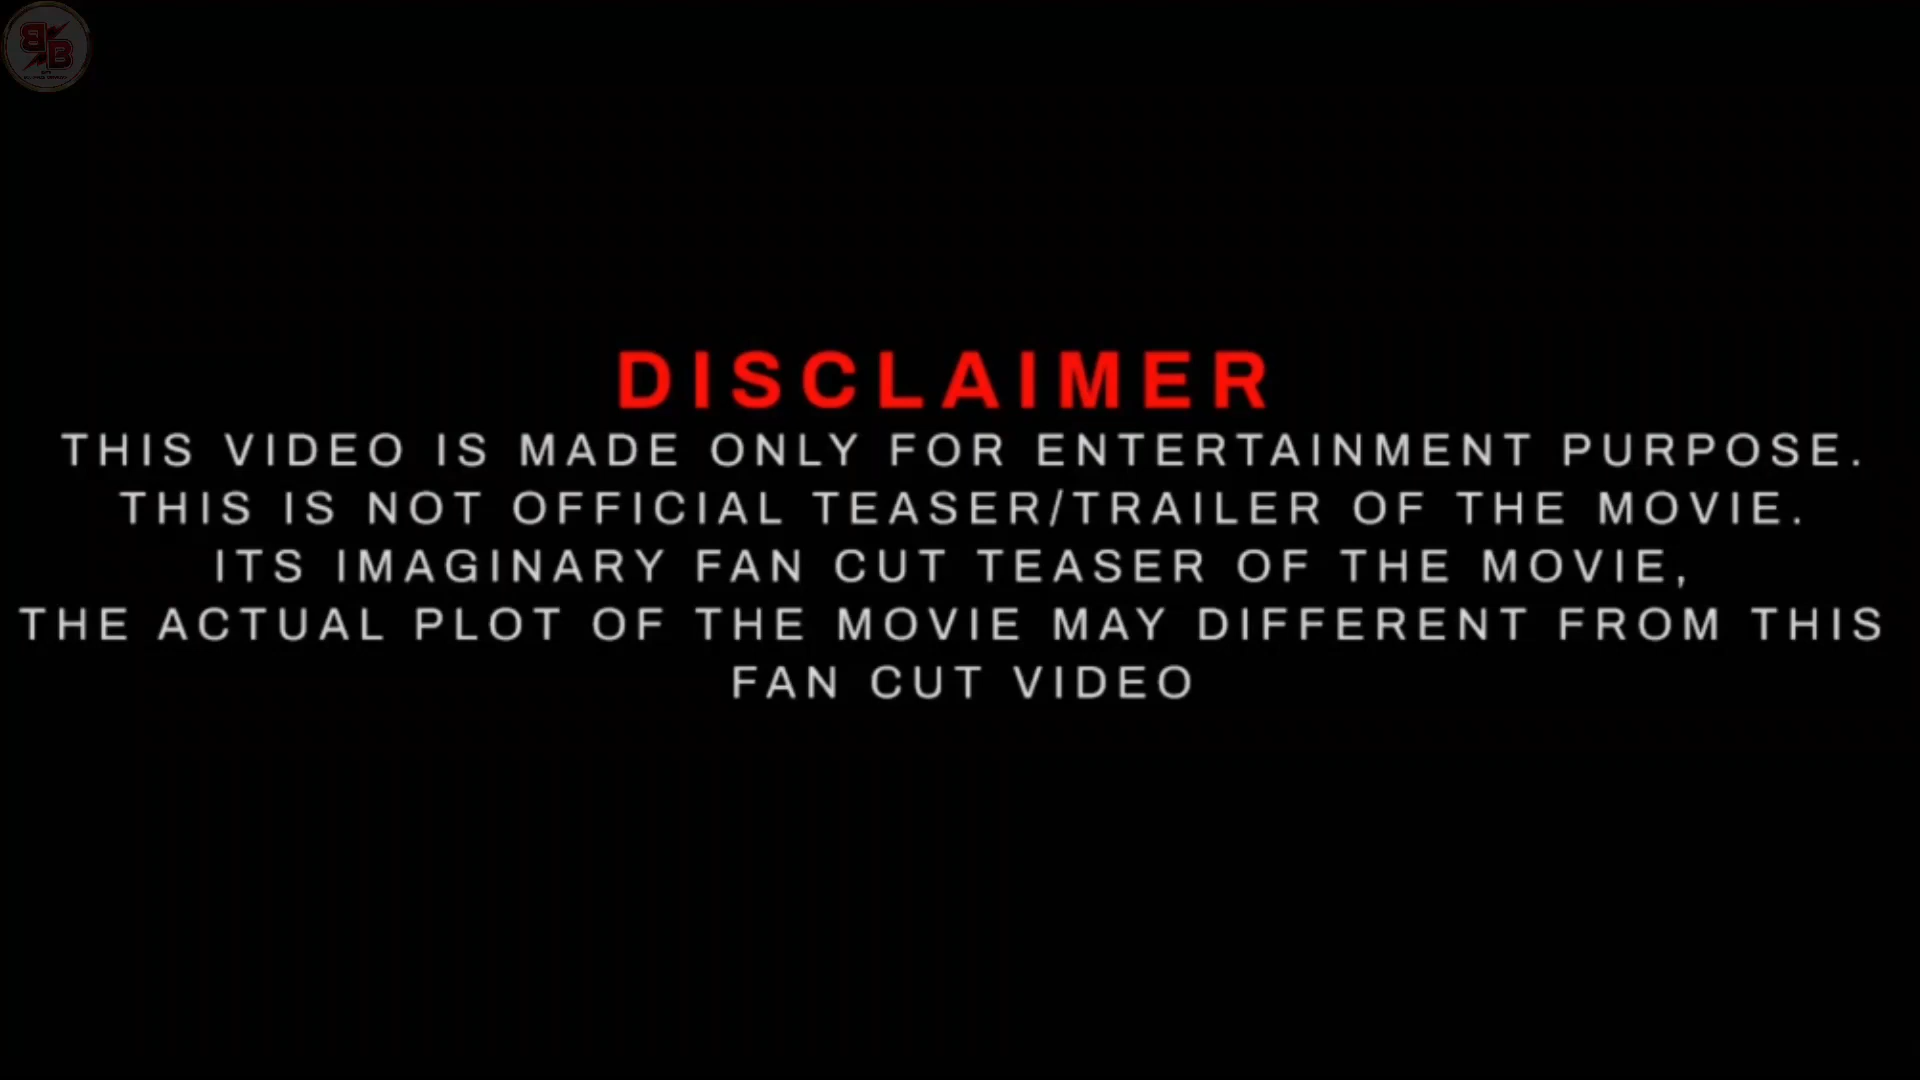 DISCLAIMER
THIS VIDEO IS MADE ONLY FOR ENTERTAINMENT PURPOSE.
THIS IS NOT OFFICIAL TEASER/TRAILER OF THE MOVIE.
ITS IMAGINARY FAN CUT TEASER OF THE MOVIE,
THE ACTUAL PLOT OF THE MOVIE MAY DIFFERENT FROM THIS
FAN CUT VIDEO